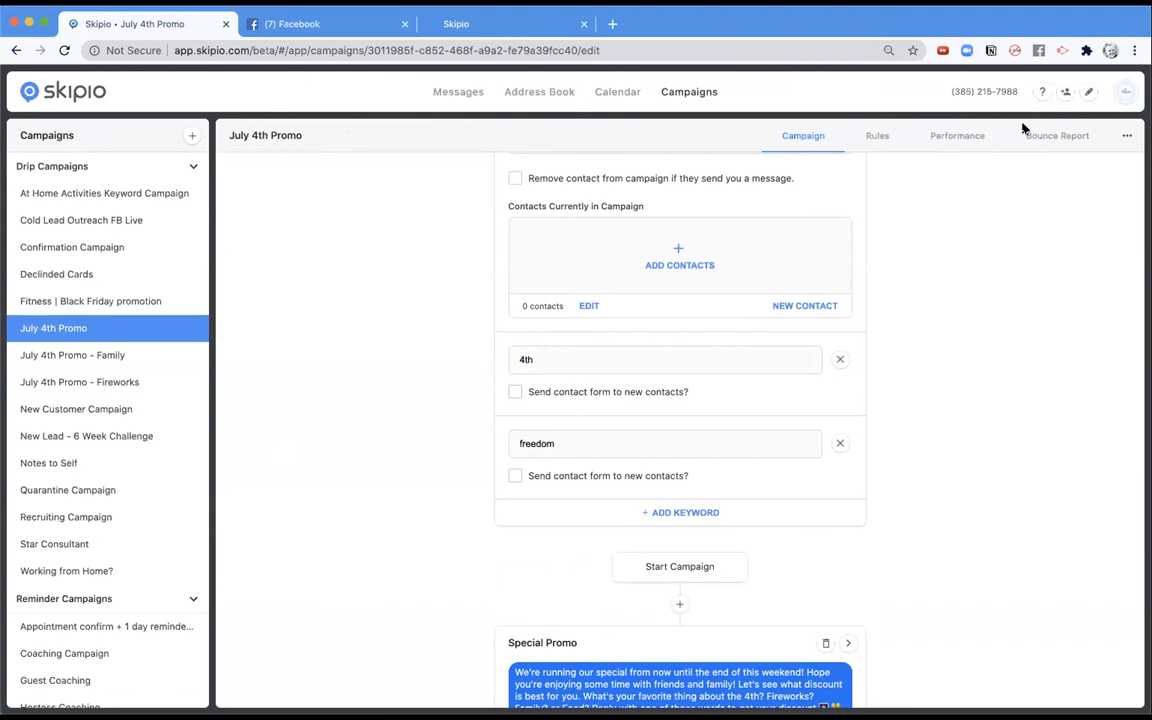 Skipio • July 4th Promo
(7) Facebook
Skipio
Not Secure
app.skipio.com/beta/#/app/campaigns/3011985f-c852-468f-a9a2-fe79a39fcc40/edit
skipio
Messages
Address Book
Calendar
Campaigns
(385) 215-7988
?
Campaigns
July 4th Promo
Campaign
Rules
Performance
Bounce Report
Drip Campaigns
At Home Activities Keyword Campaign
Cold Lead Outreach FB Live
Confirmation Campaign
Declinded Cards
Fitness | Black Friday promotion
July 4th Promo
July 4th Promo - Family
July 4th Promo - Fireworks
New Customer Campaign
New Lead - 6 Week Challenge
Notes to Self
Quarantine Campaign
Recruiting Campaign
Star Consultant
Working from Home?
Reminder Campaigns
Appointment confirm + 1 day reminde...
Coaching Campaign
Guest Coaching
Hostess Coaching
Remove contact from campaign if they send you a message.
Contacts Currently in Campaign
+
ADD CONTACTS
0 contacts
EDIT
NEW CONTACT
4th
Send contact form to new contacts?
freedom
Send contact form to new contacts?
+ ADD KEYWORD
Start Campaign
+
Special Promo
We're running our special from now until the end of this weekend! Hope
you're enjoying some time with friends and family! Let's see what discount
is best for you. What's your favorite thing about the 4th? Fireworks?
Family? or Food? Reply with one of those words to get your discount